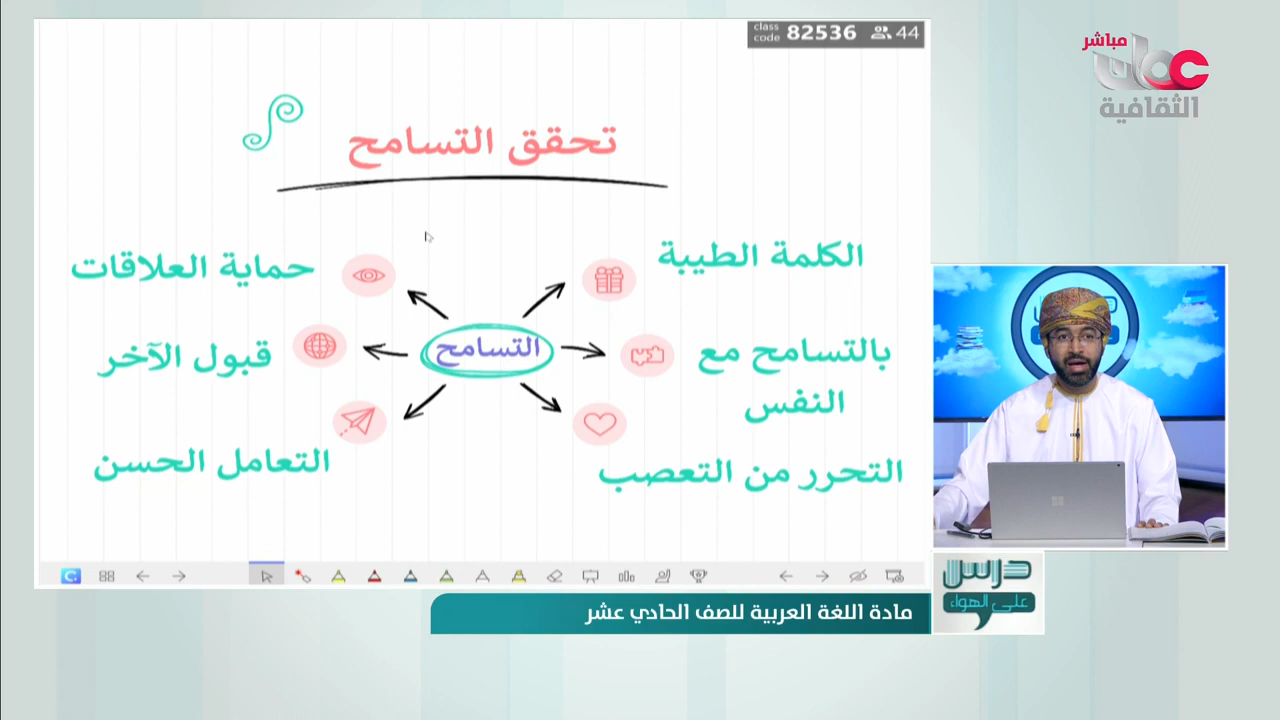 class code 82536 44
مباشر
عمان
الثقافية
تحقق التسامح
الكلمة الطيبة
حماية العلاقات
التسامح
بالتسامح مع
النفس
قبول الآخر
التحرر من التعصب
التعامل الحسن
درس
على الهواء
مادة اللغة العربية للصف الحادي عشر